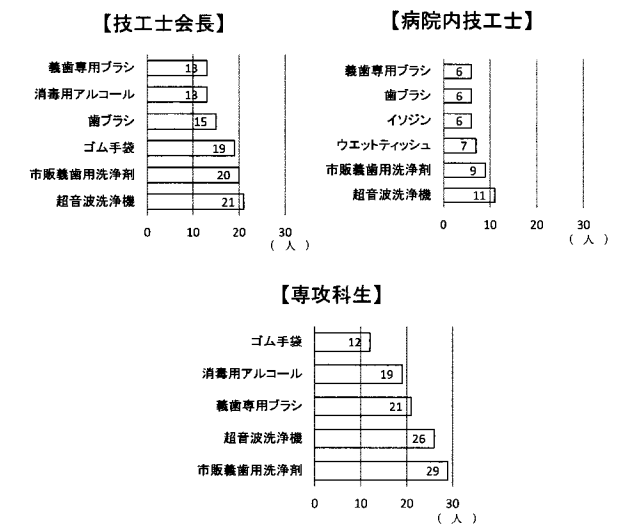 【技工士会長】
義歯専用ブラシ 13
消毒用アルコール 13
歯ブラシ 15
ゴム手袋 19
市販義歯用洗浄剤 20
超音波洗浄機 21
0 10 20 30
(人)
【病院内技工士】
義歯専用ブラシ 6
歯ブラシ 6
イソジン 6
ウエットティッシュ 7
市販義歯用洗浄剤 9
超音波洗浄機 11
0 10 20 30
(人)
【専攻科生】
ゴム手袋 12
消毒用アルコール 19
義歯専用ブラシ 21
超音波洗浄機 26
市販義歯用洗浄剤 29
0 10 20 30
(人)